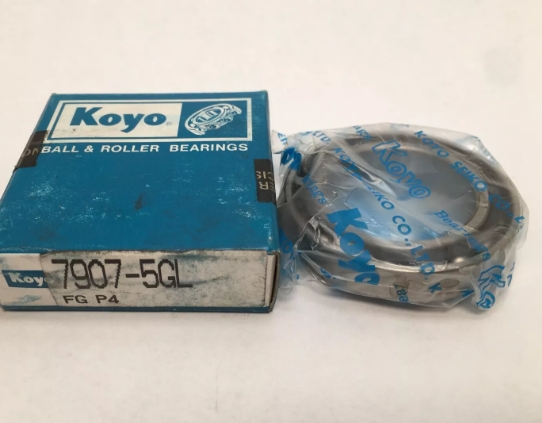 Koyo
BALL & ROLLER BEARINGS
Koyo
7907-5GL
FG P4
KOYO SEIKO
Koyo
CO.,LTD
Koyo